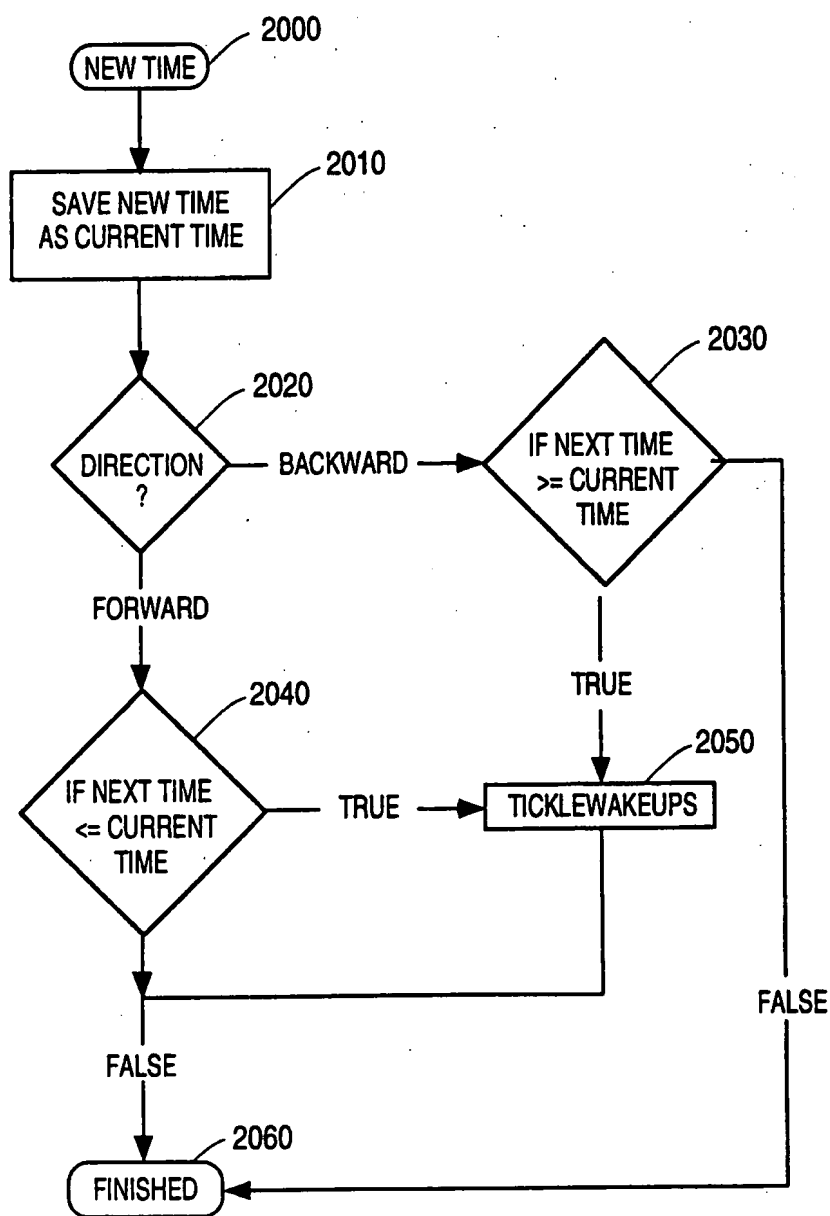 2000
NEW TIME
2010
SAVE NEW TIME
AS CURRENT TIME
2020
DIRECTION
?
BACKWARD
2030
IF NEXT TIME
>= CURRENT
TIME
FORWARD
TRUE
2040
IF NEXT TIME
<= CURRENT
TIME
TRUE
2050
TICKLEWAKEUPS
FALSE
FALSE
2060
FINISHED